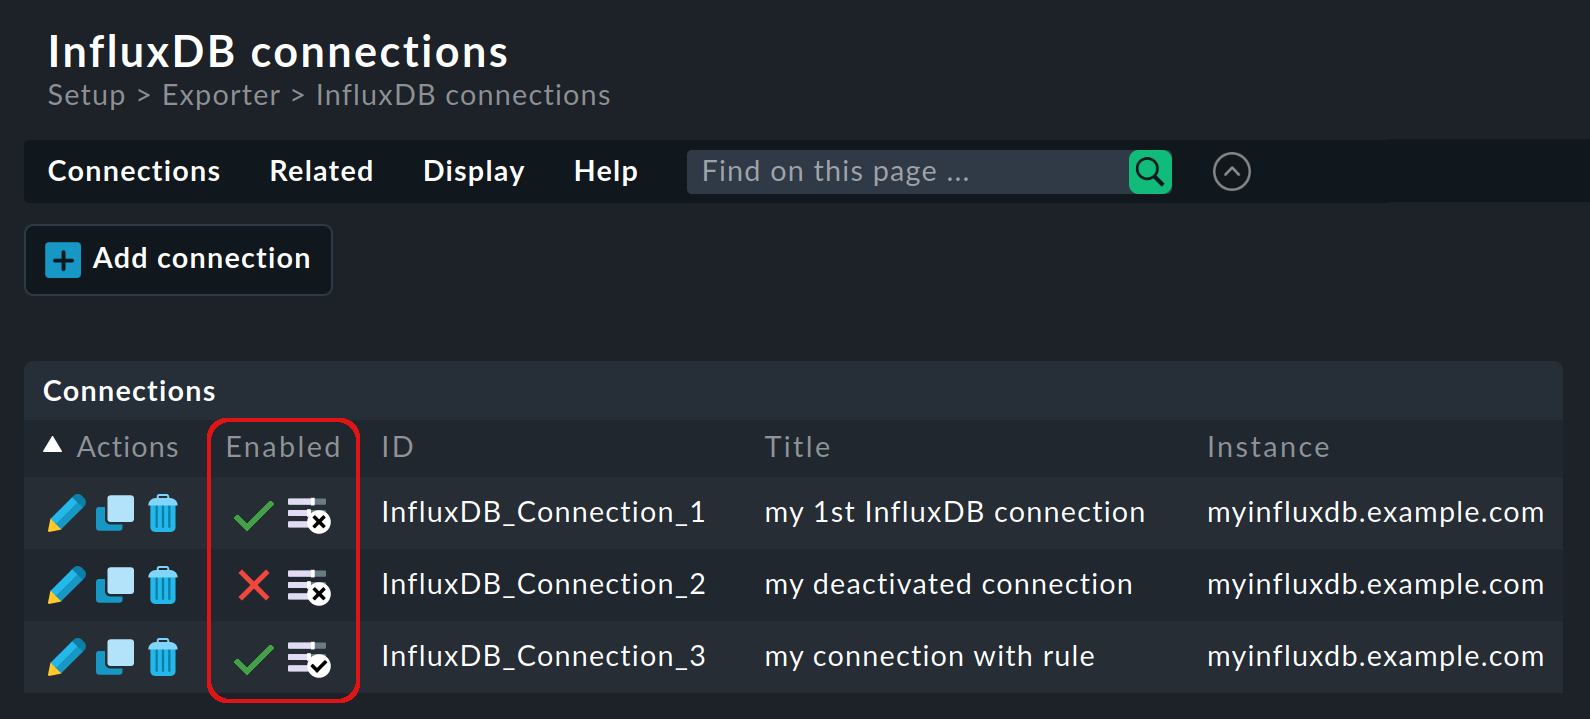 InfluxDB connections
Setup > Exporter > InfluxDB connections
Connections Related Display Help Find on this page ...
Add connection
Connections
Actions Enabled ID Title Instance
InfluxDB_Connection_1 my 1st InfluxDB connection myinfluxdb.example.com
InfluxDB_Connection_2 my deactivated connection myinfluxdb.example.com
InfluxDB_Connection_3 my connection with rule myinfluxdb.example.com